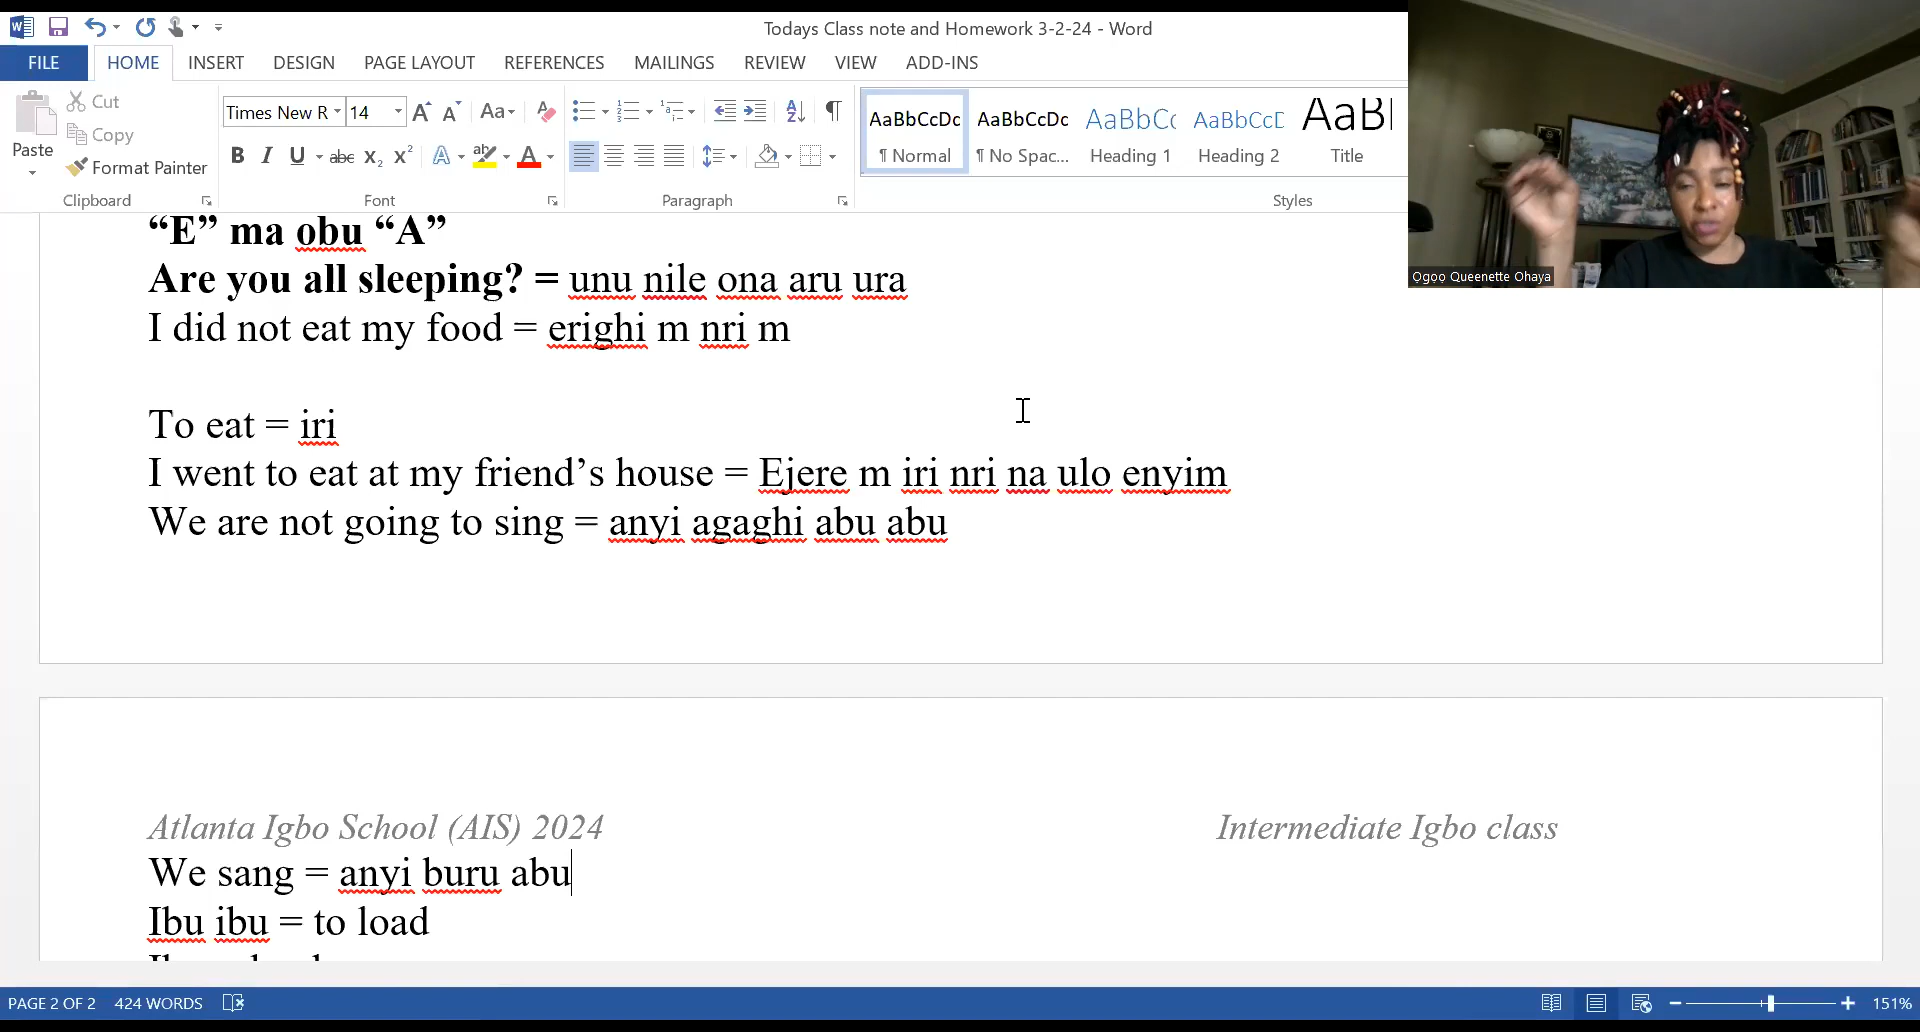 Todays Class note and Homework 3-2-24 - Word
FILE HOME INSERT DESIGN PAGE LAYOUT REFERENCES MAILINGS REVIEW VIEW ADD-INS
Paste
Cut
Copy
Format Painter
Clipboard
Times New R 14
Font
Paragraph
AaBbCcDc AaBbCcDc AaBbCc AaBbCcD AaBl
¶ Normal ¶ No Spac... Heading 1 Heading 2 Title
Styles
Ogoo Queenette Ohaya
“E” ma obu “A”
Are you all sleeping? = unu nile ona aru ura
I did not eat my food = erighi m nri m
To eat = iri
I went to eat at my friend’s house = Ejere m iri nri na ulo enyim
We are not going to sing = anyi agaghi abu abu
Atlanta Igbo School (AIS) 2024 Intermediate Igbo class
We sang = anyi buru abu
Ibu ibu = to load
PAGE 2 OF 2 424 WORDS 151%